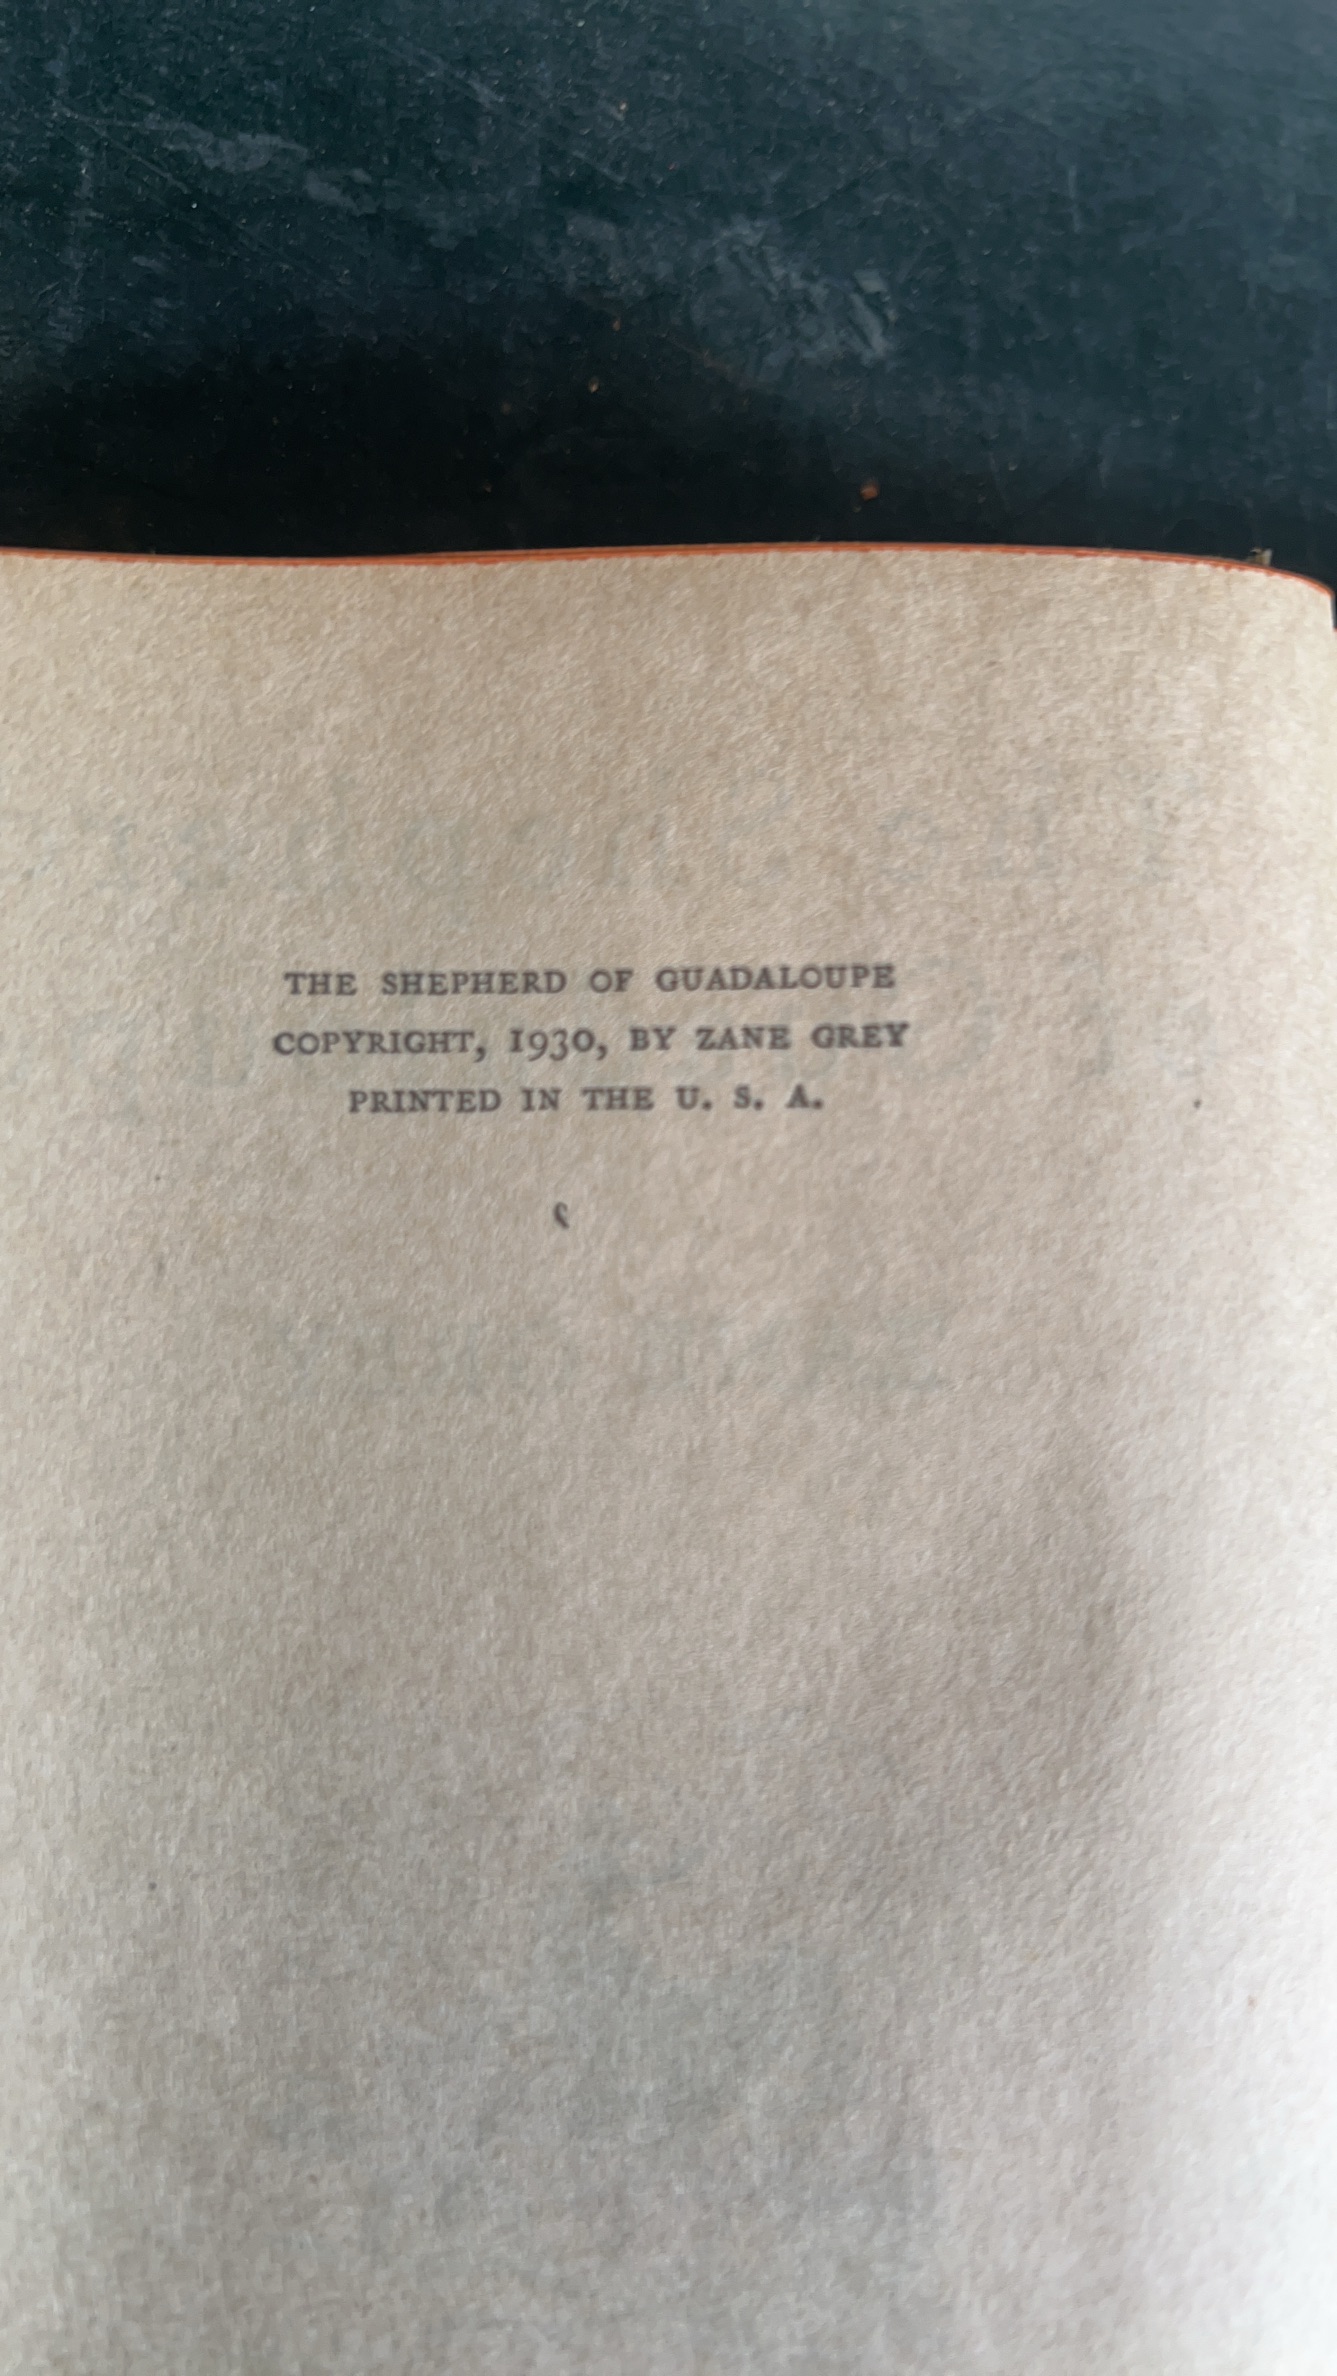 THE SHEPHERD OF GUADALOUPE
COPYRIGHT, 1930, BY ZANE GREY
PRINTED IN THE U. S. A.